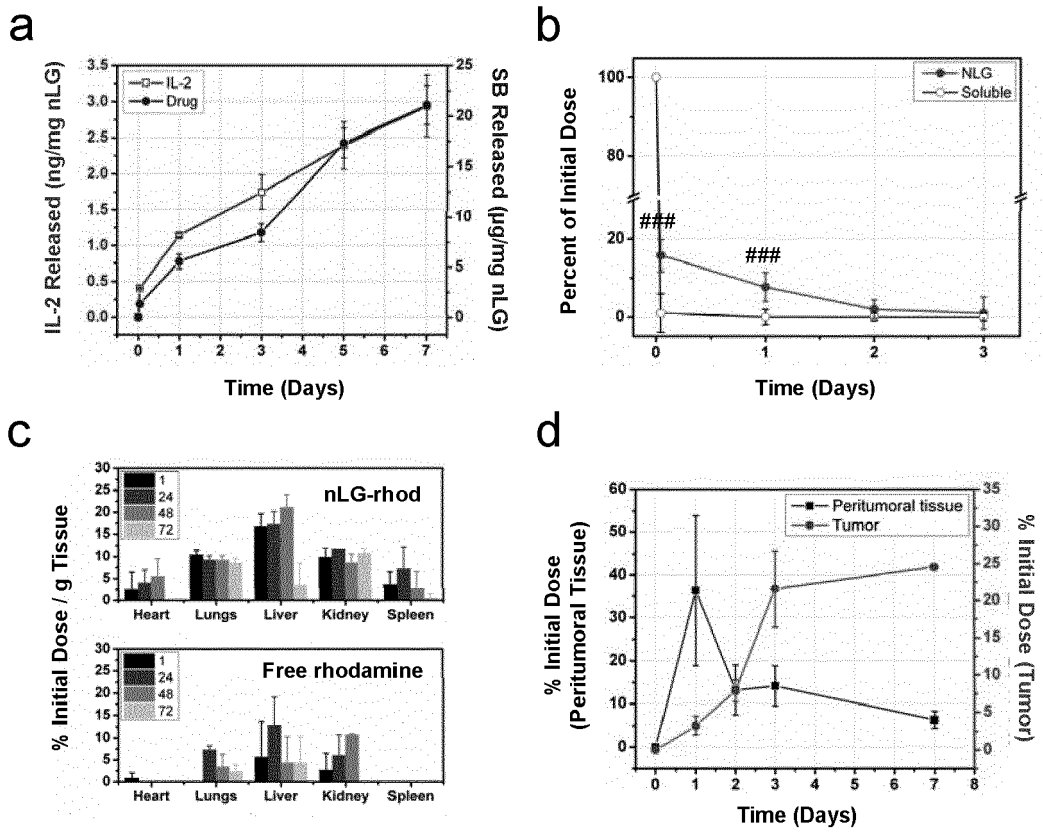 a
IL-2 Released (ng/mg nLG)
3.5
3.0
2.5
2.0
1.5
1.0
0.5
0.0
IL-2
Drug
25
20
15
10
5
0
SB Released (µg/mg nLG)
0 1 2 3 4 5 6 7
Time (Days)
b
Percent of Initial Dose
100
80
20
0
NLG
Soluble
###
###
0 1 2 3
Time (Days)
c
% Initial Dose / g Tissue
30
25
20
15
10
5
0
1
24
48
72
nLG-rhod
Heart Lungs Liver Kidney Spleen
30
25
20
15
10
5
0
1
24
48
72
Free rhodamine
Heart Lungs Liver Kidney Spleen
d
% Initial Dose
(Peritumoral Tissue)
60
50
40
30
20
10
0
Peritumoral tissue
Tumor
35
30
25
20
15
10
5
0
% Initial Dose (Tumor)
0 1 2 3 4 5 6 7 8
Time (Days)